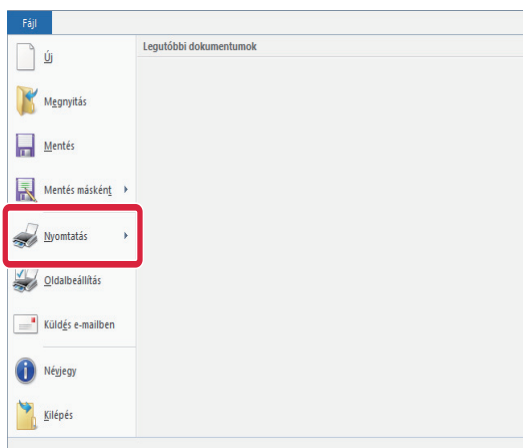 Fájl
Legutóbbi dokumentumok
Új
Megnyitás
Mentés
Mentés másként
Nyomtatás
Oldalbeállítás
Küldés e-mailben
Névjegy
Kilépés